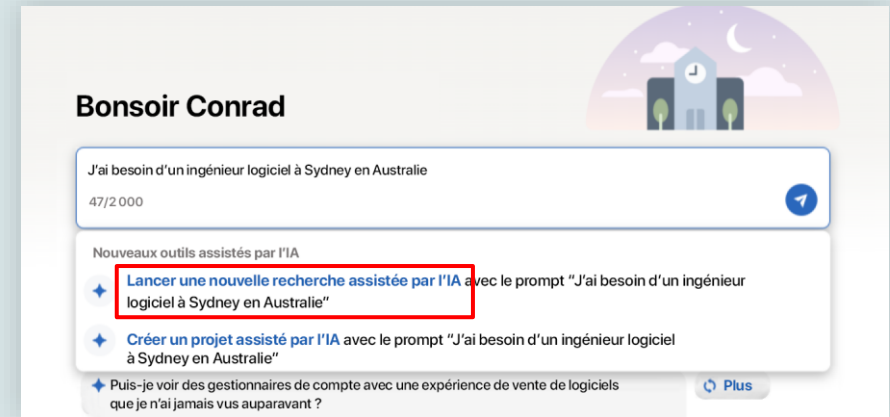 Bonsoir Conrad
J'ai besoin d'un ingénieur logiciel à Sydney en Australie
47/2 000
Nouveaux outils assistés par l'IA
Lancer une nouvelle recherche assistée par l'IA avec le prompt “J'ai besoin d'un ingénieur
logiciel à Sydney en Australie”
Créer un projet assisté par l'IA avec le prompt “J'ai besoin d'un ingénieur logiciel
à Sydney en Australie”
Puis-je voir des gestionnaires de compte avec une expérience de vente de logiciels
que je n'ai jamais vus auparavant ?
Plus